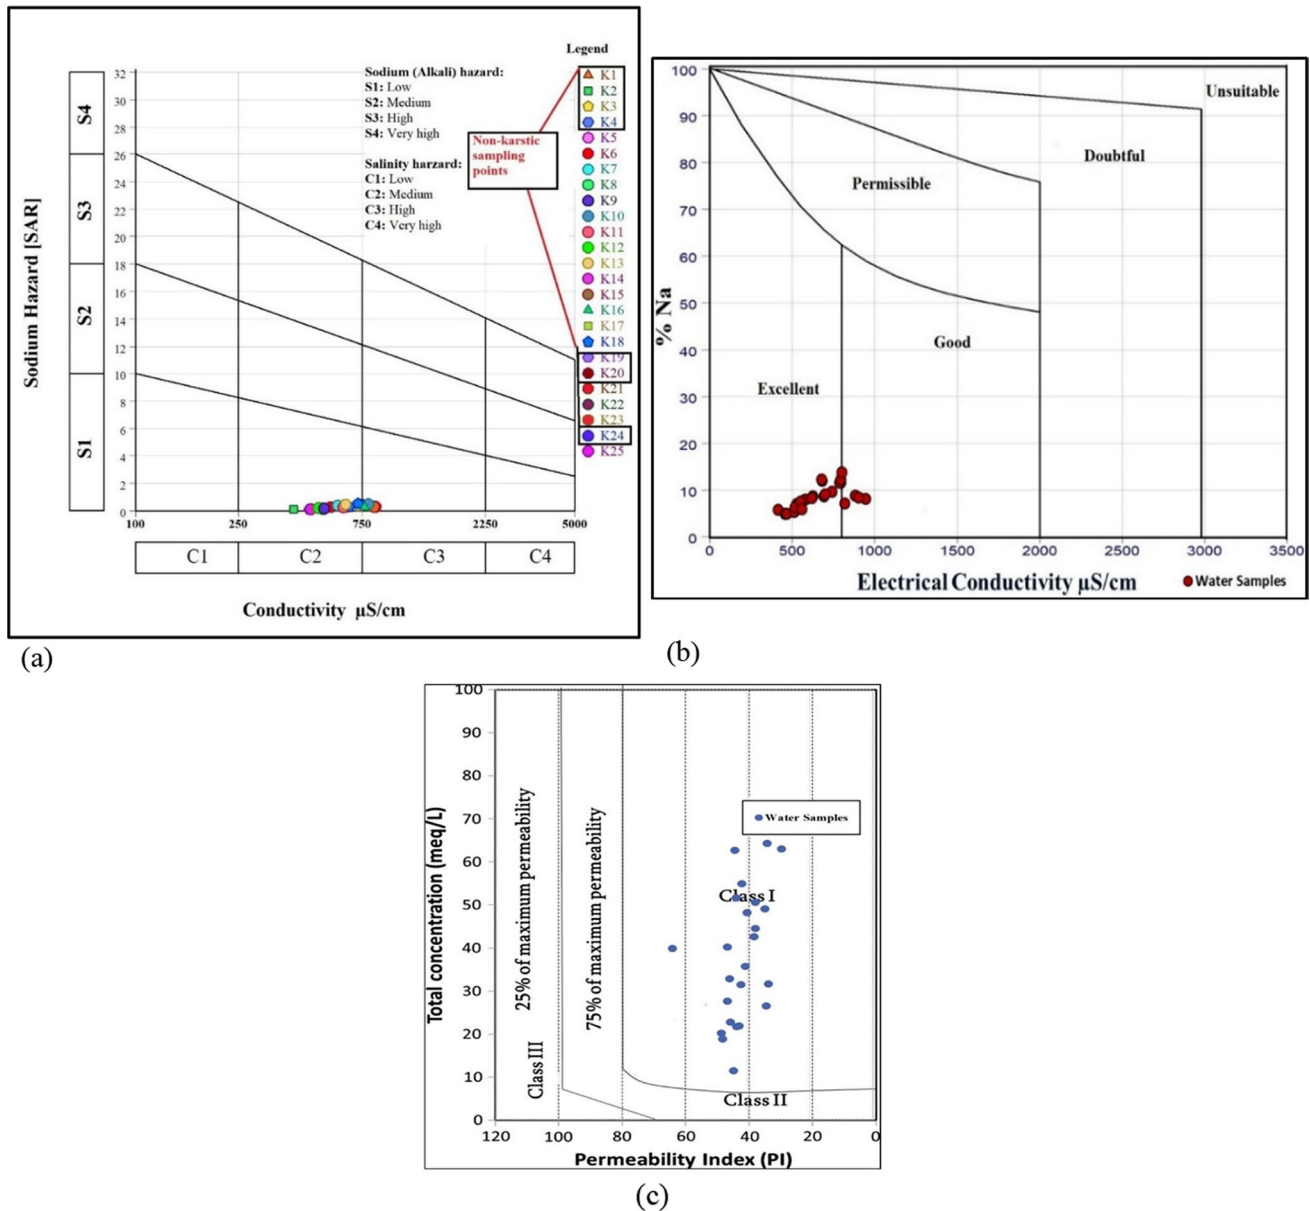 Legend
Sodium (Alkali) hazard:
S1: Low
S2: Medium
S3: High
S4: Very high
Salinity harzard:
C1: Low
C2: Medium
C3: High
C4: Very high
Non-karstic
sampling
points
K1
K2
K3
K4
K5
K6
K7
K8
K9
K10
K11
K12
K13
K14
K15
K16
K17
K18
K19
K20
K21
K22
K23
K24
K25
Sodium Hazard [SAR]
S4
S3
S2
S1
32
30
28
26
24
22
20
18
16
14
12
10
8
6
4
2
0
100 250 750 2250 5000
C1 C2 C3 C4
Conductivity µS/cm
(a)
% Na
100
90
80
70
60
50
40
30
20
10
0
Unsuitable
Doubtful
Permissible
Good
Excellent
0 500 1000 1500 2000 2500 3000 3500
Electrical Conductivity µS/cm
Water Samples
(b)
Total concentration (meq/L)
100
90
80
70
60
50
40
30
20
10
0
25% of maximum permeability
75% of maximum permeability
Class III
Water Samples
Class I
Class II
120 100 80 60 40 20 0
Permeability Index (PI)
(c)